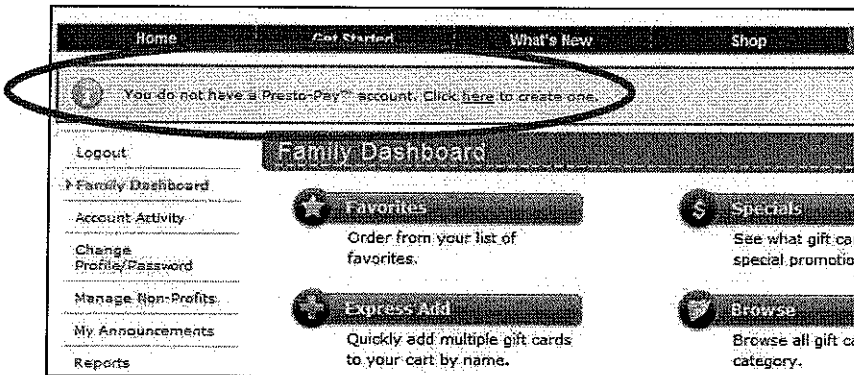 Home Get Started What's New Shop
You do not have a Presto-Pay™ account. Click here to create one.
Logout
Family Dashboard
Family Dashboard
Account Activity
Change
Profile/Password
Manage Non-Profits
My Announcements
Reports
Favorites
Order from your list of
favorites.
Specials
See what gift ca
special promotio
Express Add
Quickly add multiple gift cards
to your cart by name.
Browse
Browse all gift ca
category.